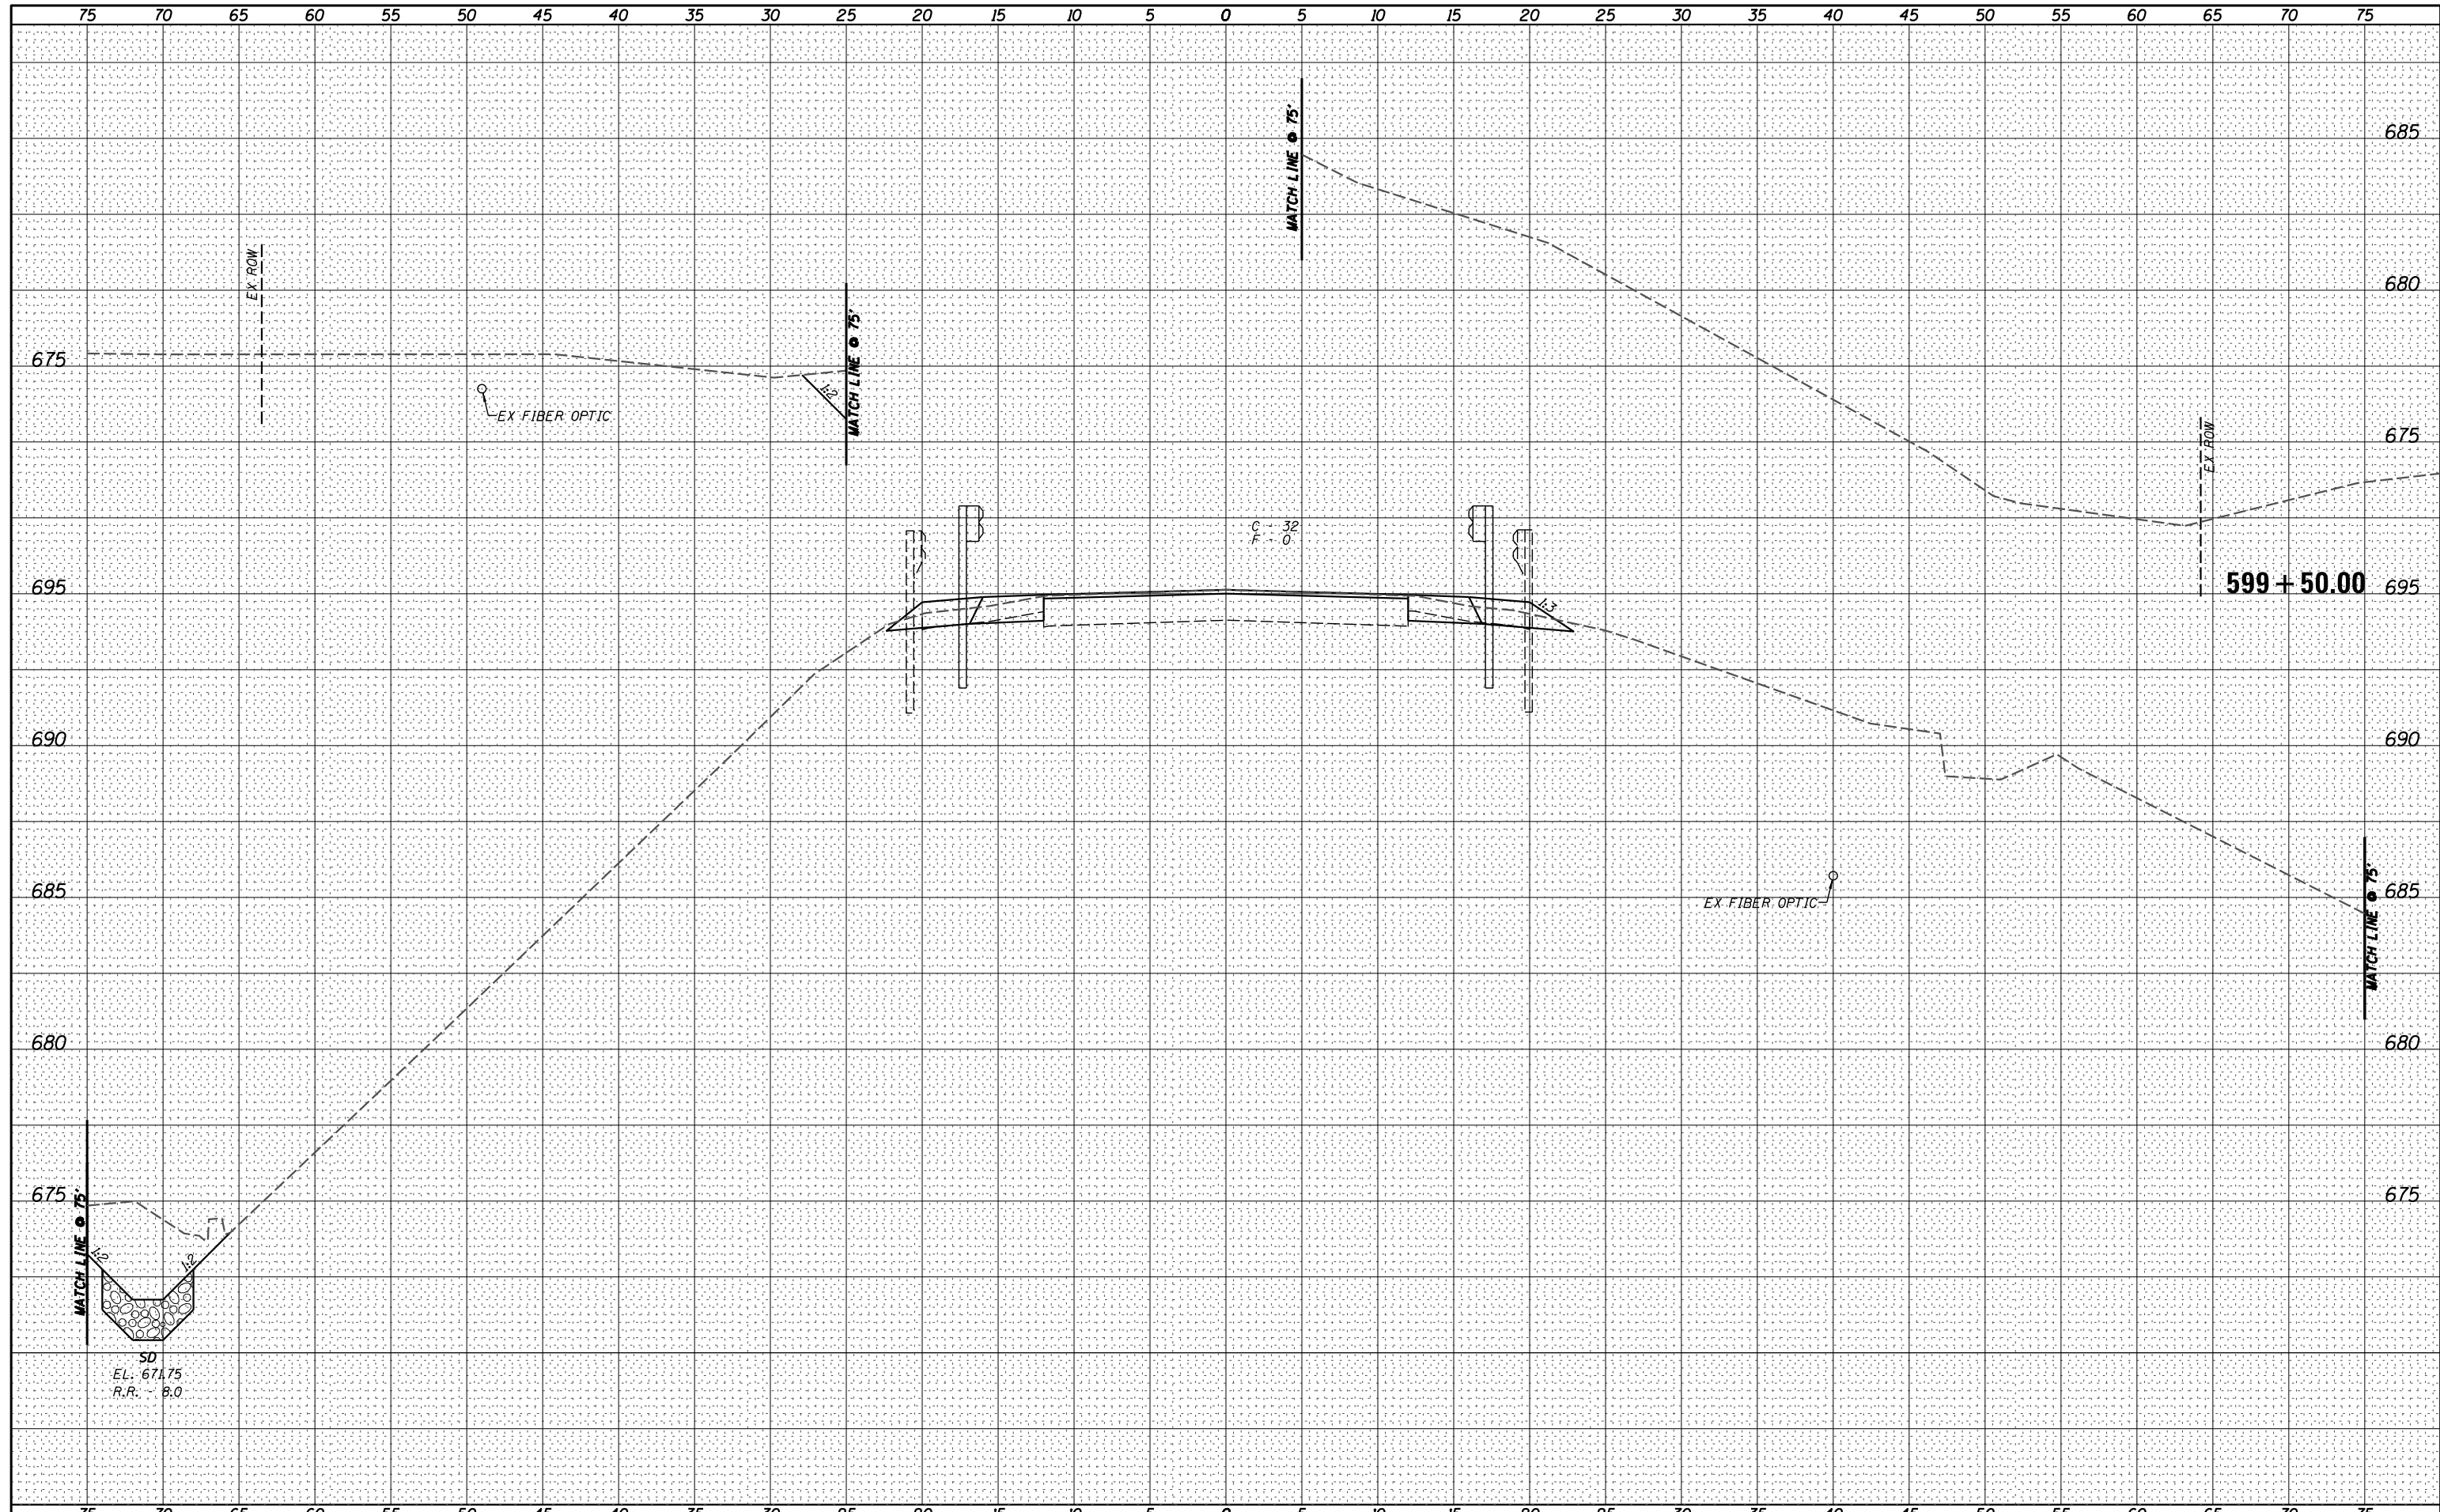 75 70 65 60 55 50 45 40 35 30 25 20 15 10 5 0 5 10 15 20 25 30 35 40 45 50 55 60 65 70 75
MATCH LINE @ 75'
685 
EX ROW
680
MATCH LINE @ 75'
675
1:2
EX FIBER OPTIC
675
EX ROW
C - 32
F - 0
695
599+50.00
695
1:3
690
690
685
685
EX FIBER OPTIC
MATCH LINE @ 75'
680
680
675
675
MATCH LINE @ 75'
1:2
1:2
SD
EL. 671.75
R.R. - 8.0